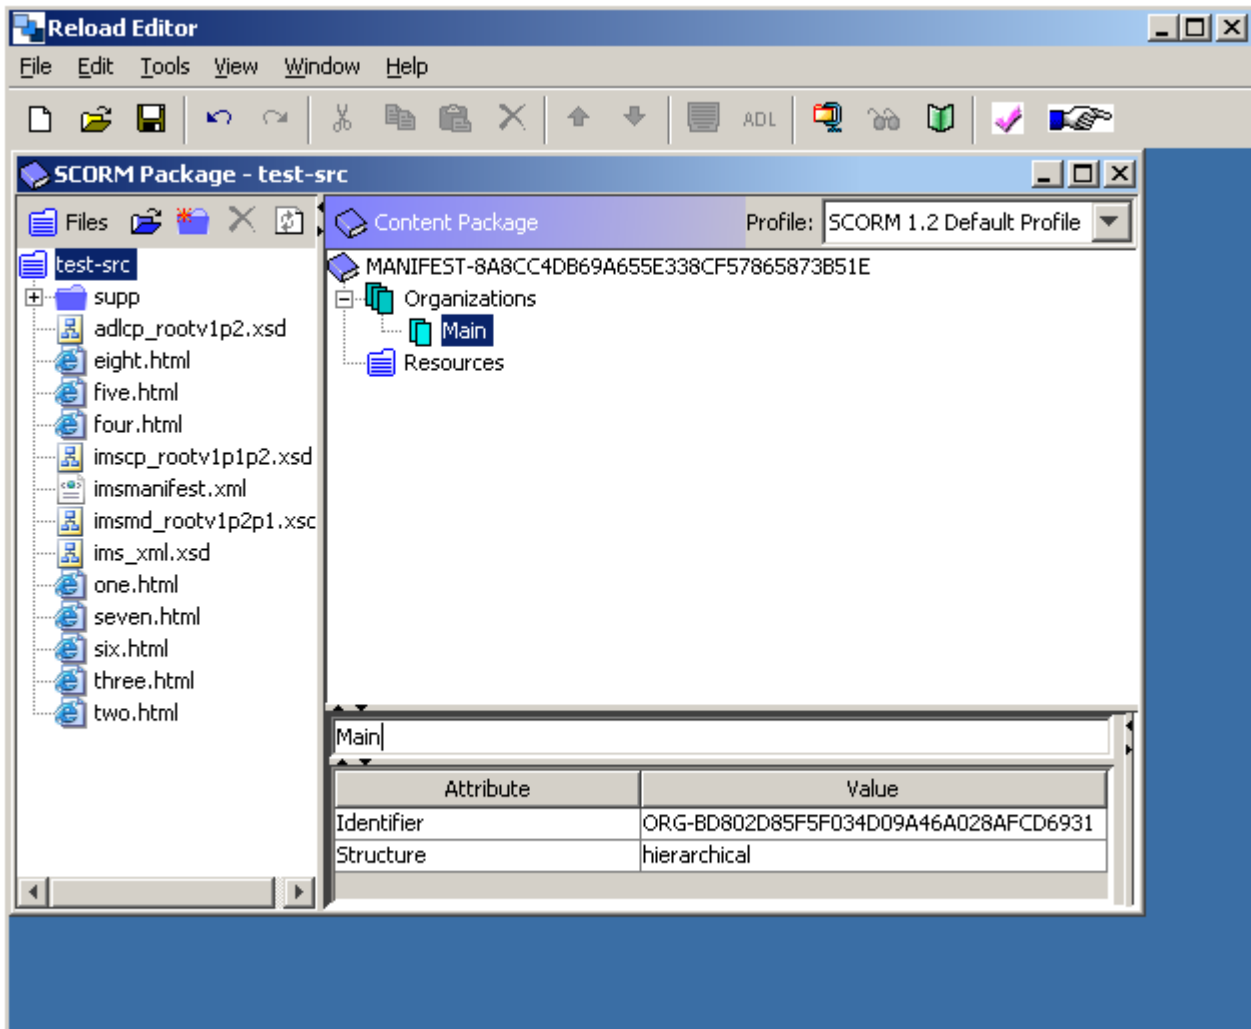 Reload Editor
File Edit Tools View Window Help
ADL
SCORM Package - test-src
Files
Content Package
Profile: SCORM 1.2 Default Profile
test-src
supp
adlcp_rootv1p2.xsd
eight.html
five.html
four.html
imscp_rootv1p1p2.xsd
imsmanifest.xml
imsmd_rootv1p2p1.xsc
ims_xml.xsd
one.html
seven.html
six.html
three.html
two.html
MANIFEST-8A8CC4DB69A655E338CF57865873B51E
Organizations
Main
Resources
Main
Attribute Value
Identifier ORG-BD802D85F5F034D09A46A028AFCD6931
Structure hierarchical